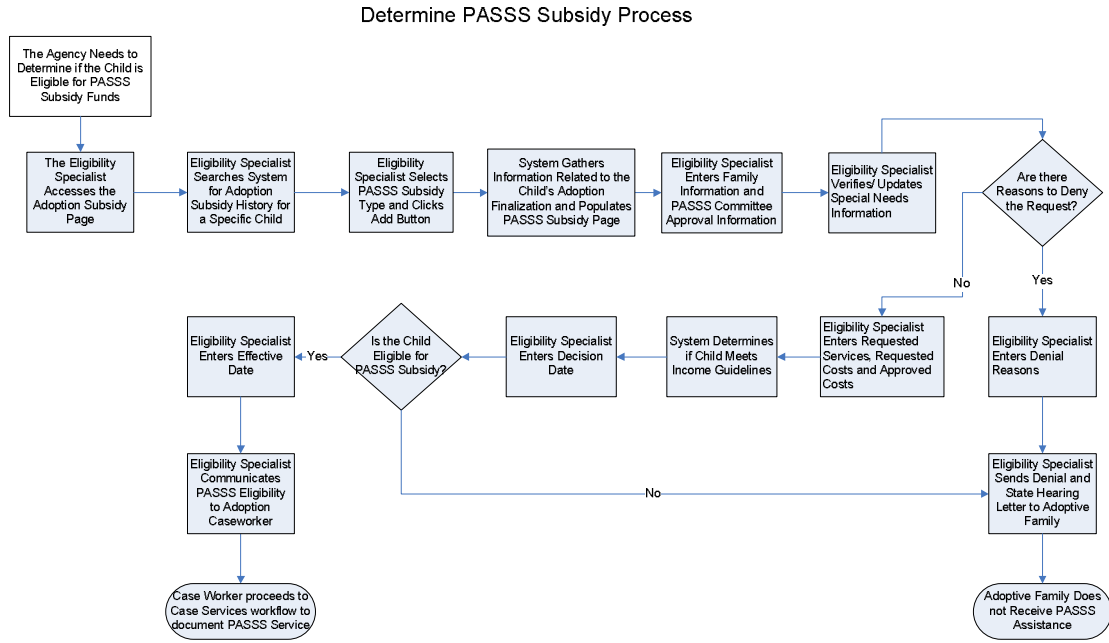 Determine PASSS Subsidy Process
The Agency Needs to
Determine if the Child is
Eligible for PASSS
Subsidy Funds
The Eligibility
Specialist
Accesses the
Adoption Subsidy
Page
Eligibility Specialist
Searches System
for Adoption
Subsidy History for
a Specific Child
Eligibility
Specialist Selects
PASSS Subsidy
Type and Clicks
Add Button
System Gathers
Information Related to the
Child's Adoption
Finalization and Populates
PASSS Subsidy Page
Eligibility Specialist
Enters Family
Information and
PASSS Committee
Approval Information
Eligibility Specialist
Verifies/ Updates
Special Needs
Information
Are there
Reasons to Deny
the Request?
No
Yes
Eligibility Specialist
Enters Effective
Date
Yes
Is the Child
Eligible for
PASSS Subsidy?
Eligibility Specialist
Enters Decision
Date
System Determines
if Child Meets
Income Guidelines
Eligibility Specialist
Enters Requested
Services, Requested
Costs and Approved
Costs
Eligibility Specialist
Enters Denial
Reasons
Eligibility Specialist
Communicates
PASSS Eligibility
to Adoption
Caseworker
No
Eligibility Specialist
Sends Denial and
State Hearing
Letter to Adoptive
Family
Case Worker proceeds to
Case Services workflow to
document PASSS Service
Adoptive Family Does
not Receive PASSS
Assistance